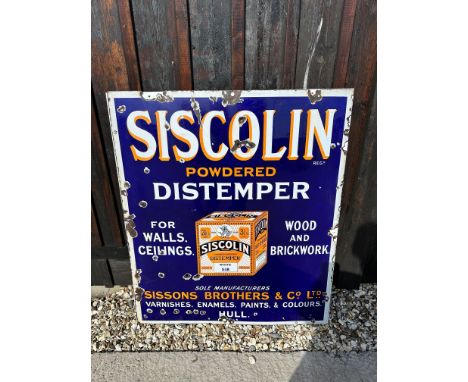 SISCOLIN
REGD
POWDERED
DISTEMPER
FOR
WALLS,
CEILINGS,
WOOD
AND
BRICKWORK
SISCOLIN
DISTEMPER
SOLE MANUFACTURERS
SISSONS BROTHERS & Co LTD
VARNISHES, ENAMELS, PAINTS, & COLOURS.
HULL.